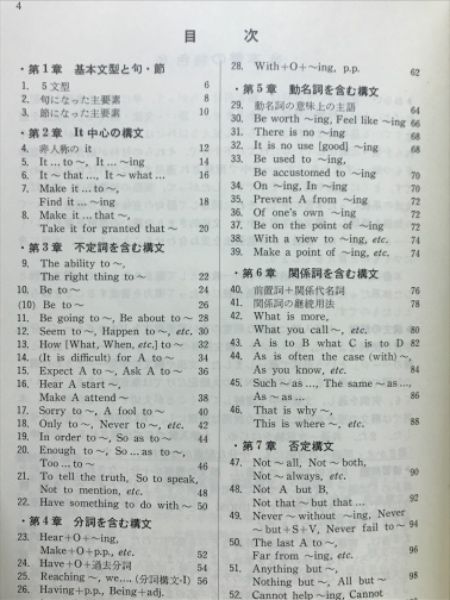 4
目 次
・第1章 基本文型と句・節
1. 5文型 6
2. 句になった主要素 8
3. 節になった主要素 10
・第2章 It 中心の構文
4. 非人称の it 12
5. It … to ~, It … ~ing 14
6. It ~ that …, It ~ what … 16
7. Make it … to ~,
Find it … ~ing 18
8. Make it … that ~,
Take it for granted that ~ 20
・第3章 不定詞を含む構文
9. The ability to ~,
The right thing to ~ 22
10. Be to ~ 24
(10) Be to ~ 26
11. Be going to ~, Be about to ~ 28
12. Seem to ~, Happen to ~, etc. 30
13. How [What, When, etc.] to ~ 32
14. (It is difficult) for A to ~ 34
15. Expect A to ~, Ask A to ~ 36
16. Hear A start ~,
Make A attend ~ 38
17. Sorry to ~, A fool to ~ 40
18. Only to ~, Never to ~, etc. 42
19. In order to ~, So as to ~ 44
20. Enough to ~, So … as to ~,
Too … to ~ 46
21. To tell the truth, So to speak,
Not to mention, etc. 48
22. Have something to do with ~ 50
・第4章 分詞を含む構文
23. Hear+O+~ing,
Make+O+p.p., etc. 52
24. Have+O+過去分詞 54
25. Reaching ~, we…. (分詞構文-I) 56
26. Having+p.p., Being+adj.
28. With+O+~ing, p.p. 62
・第5章 動名詞を含む構文
29. 動名詞の意味上の主語 64
30. Be worth ~ing, Feel like ~ing 66
31. There is no ~ing 68
32. It is no use [good] ~ing 68
33. Be used to ~ing,
Be accustomed to ~ing 70
34. On ~ing, In ~ing 70
35. Prevent A from ~ing 72
36. Of one's own ~ing 72
37. Be on the point of ~ing 72
38. With a view to ~ing, etc. 74
39. Make a point of ~ing, etc. 74
・第6章 関係詞を含む構文
40. 前置詞+関係代名詞 76
41. 関係詞の継続用法 78
42. What is more,
What you call ~, etc. 80
43. A is to B what C is to D 82
44. As is often the case (with) ~,
As you know, etc. 84
45. Such ~ as …, The same ~ as …,
As ~ as … 86
46. That is why ~,
This is where ~, etc. 88
・第7章 否定構文
47. Not ~ all, Not ~ both,
Not ~ always, etc. 90
48. Not A but B,
Not that ~ but that … 92
49. Never ~ without ~ing, Never
~ but+S+V, Never fail to ~ 94
50. The last A to ~,
Far from ~ing, etc. 96
51. Anything but ~,
Nothing but ~, All but ~ 98
52. Cannot help ~ing, Cannot